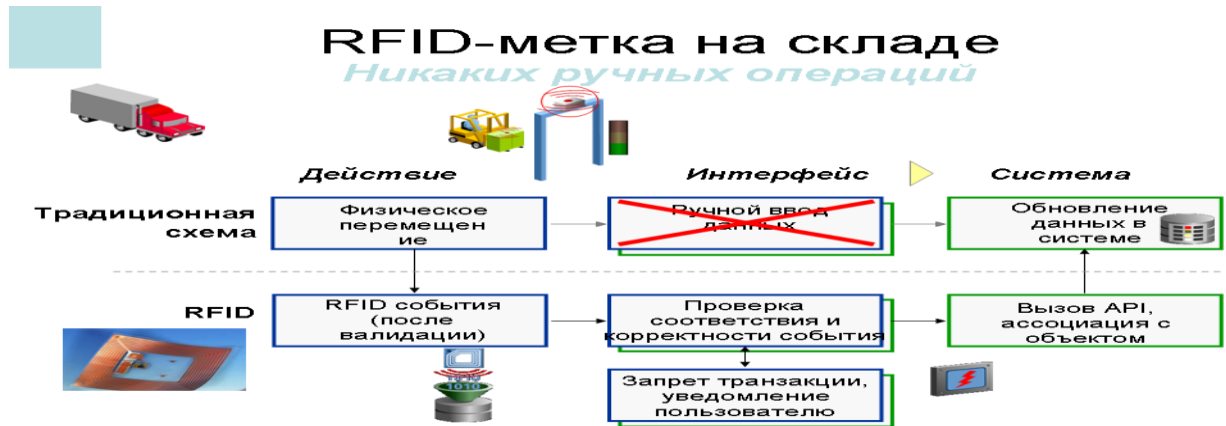 RFID-метка на складе
Никаких ручных операций
Действие
Интерфейс
Система
Традиционная
схема
Физическое
перемещен
ие
Ручной ввод
данных
Обновление
данных в
системе
RFID
RFID события
(после
валидации)
Проверка
соответствия и
корректности события
Вызов API,
ассоциация с
объектом
1010
Запрет транзакции,
уведомление
пользователю